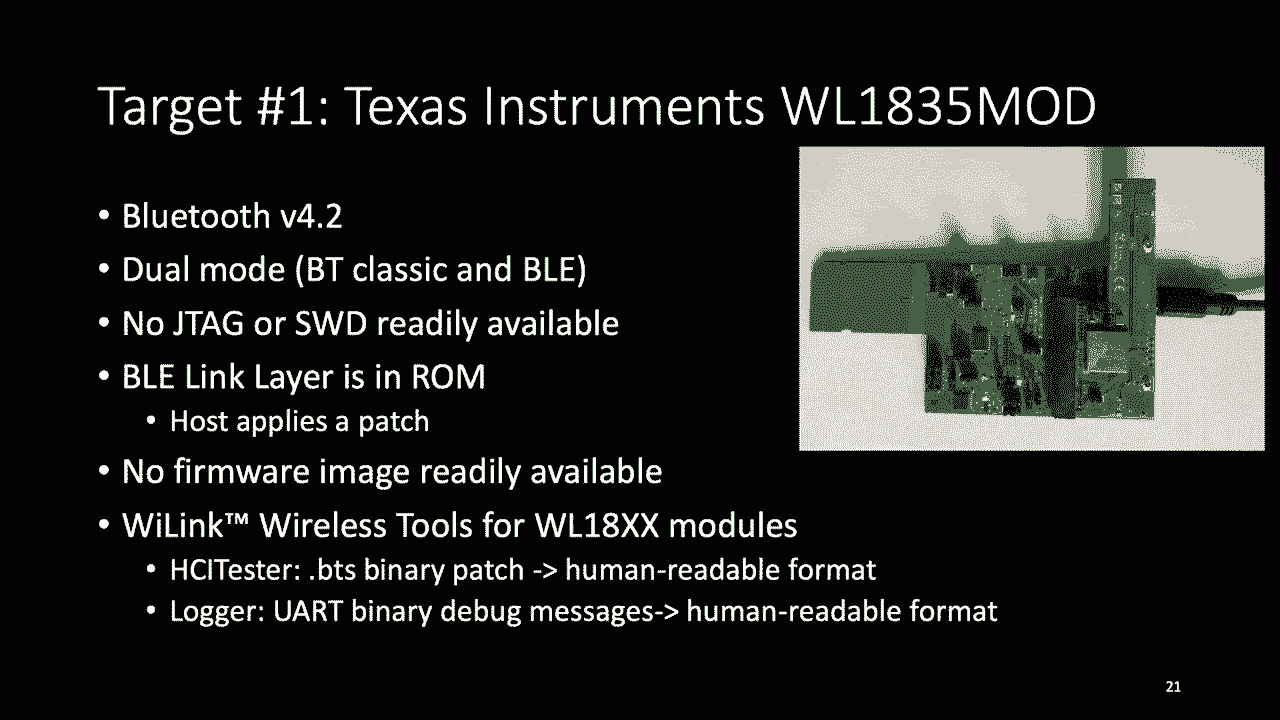 Target #1: Texas Instruments WL1835MOD
• Bluetooth v4.2
• Dual mode (BT classic and BLE)
• No JTAG or SWD readily available
• BLE Link Layer is in ROM
• Host applies a patch
• No firmware image readily available
• WiLink™ Wireless Tools for WL18XX modules
• HCITester: .bts binary patch -> human-readable format
• Logger: UART binary debug messages-> human-readable format
21